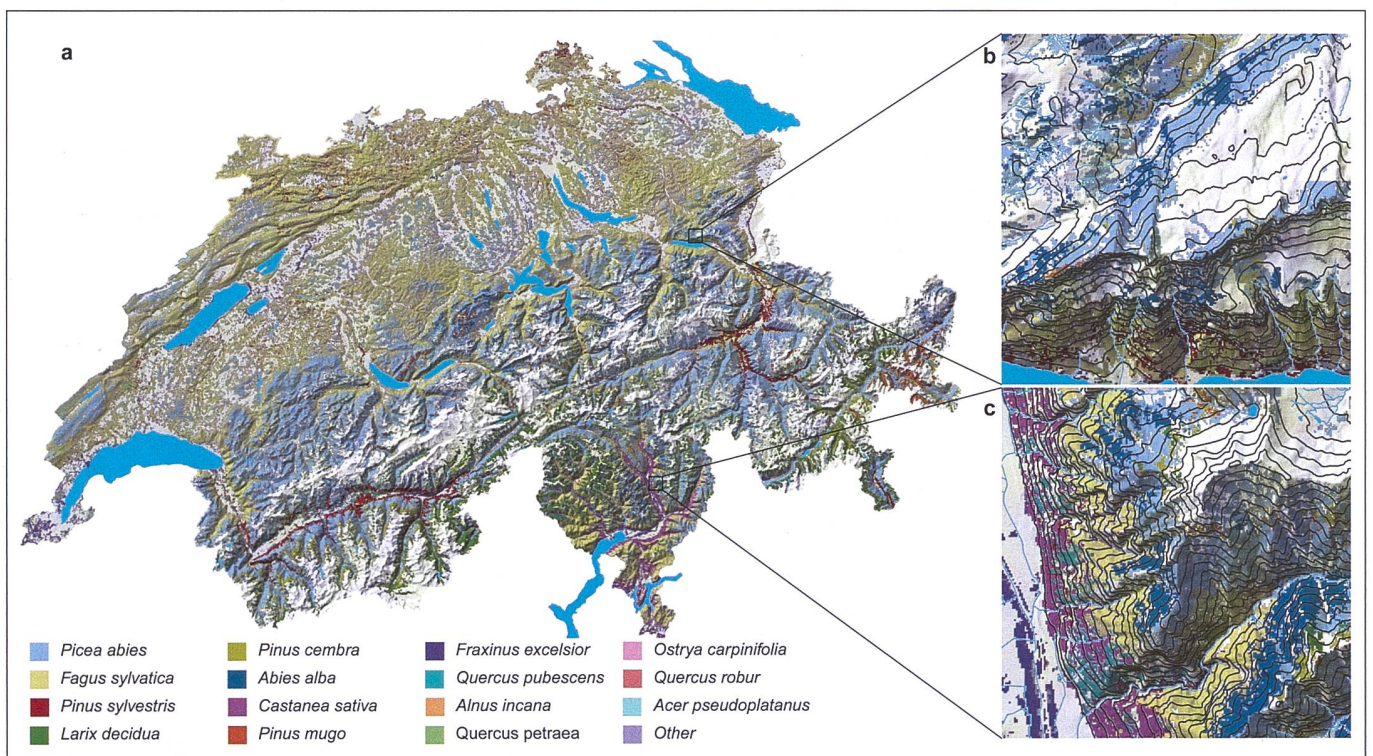 a
b
c
Picea abies
Fagus sylvatica
Pinus sylvestris
Larix decidua
Pinus cembra
Abies alba
Castanea sativa
Pinus mugo
Fraxinus excelsior
Quercus pubescens
Alnus incana
Quercus petraea
Ostrya carpinifolia
Quercus robur
Acer pseudoplatanus
Other